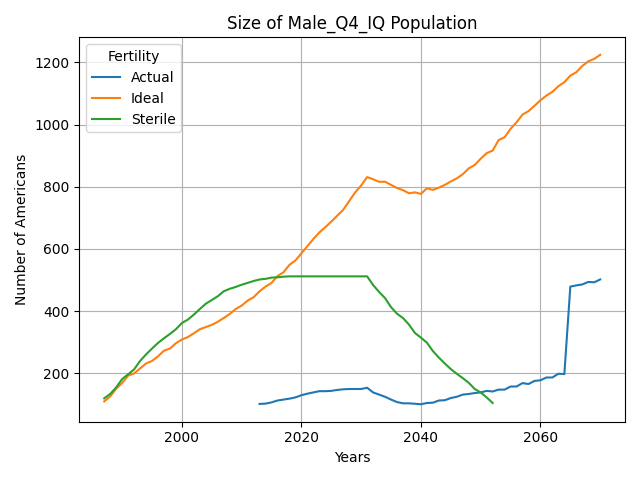 Size of Male_Q4_IQ Population
Fertility
Actual
Ideal
Sterile
1200
1000
800
600
400
200
Number of Americans
2000
2020
2040
2060
Years